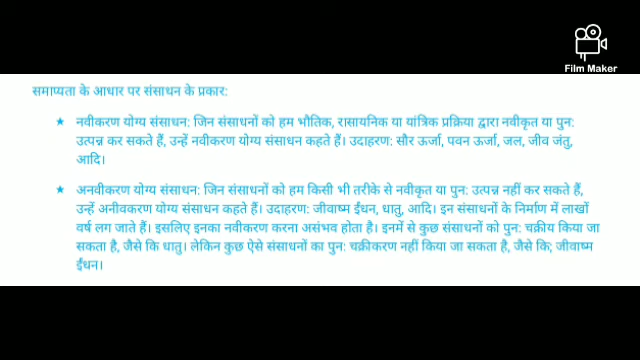 Film Maker
समाप्यता के आधार पर संसाधन के प्रकार:
★ नवीकरण योग्य संसाधन: जिन संसाधनों को हम भौतिक, रासायनिक या यांत्रिक प्रक्रिया द्वारा नवीकृत या पुन:
उत्पन्न कर सकते हैं, उन्हें नवीकरण योग्य संसाधन कहते हैं। उदाहरण: सौर ऊर्जा, पवन ऊर्जा, जल, जीव जंतु,
आदि।
★ अनवीकरण योग्य संसाधन: जिन संसाधनों को हम किसी भी तरीके से नवीकृत या पुन: उत्पन्न नहीं कर सकते हैं,
उन्हें अनीवकरण योग्य संसाधन कहते हैं। उदाहरण: जीवाष्म ईंधन, धातु, आदि। इन संसाधनों के निर्माण में लाखों
वर्ष लग जाते हैं। इसलिए इनका नवीकरण करना असंभव होता है। इनमें से कुछ संसाधनों को पुन: चक्रीय किया जा
सकता है, जैसे कि धातु। लेकिन कुछ ऐसे संसाधनों का पुन: चक्रीकरण नहीं किया जा सकता है, जैसे कि; जीवाष्म
ईंधन।